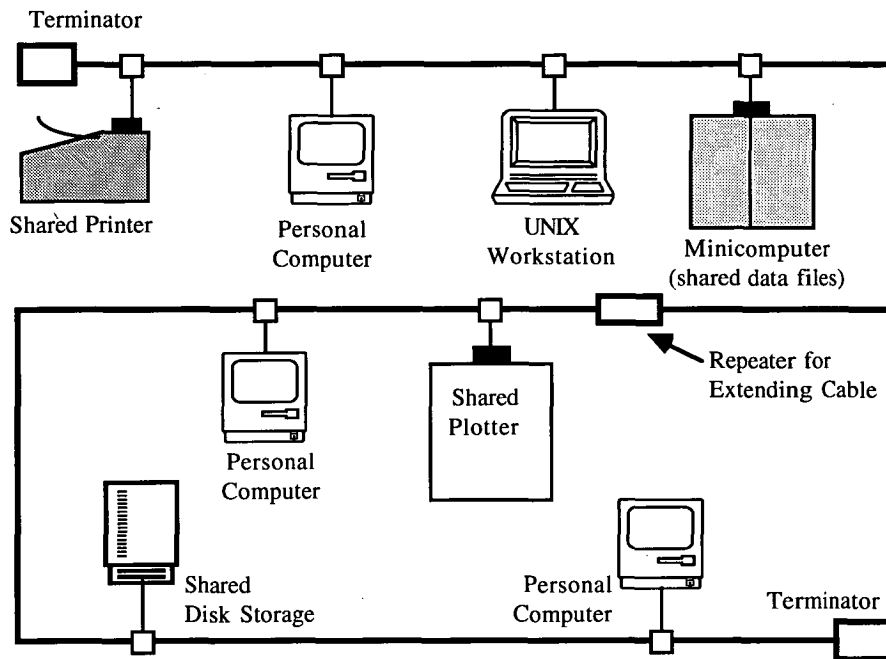 Terminator
Shared Printer
Personal
Computer
UNIX
Workstation
Minicomputer
(shared data files)
Repeater for
Extending Cable
Shared
Plotter
Personal
Computer
Shared
Disk Storage
Personal
Computer
Terminator